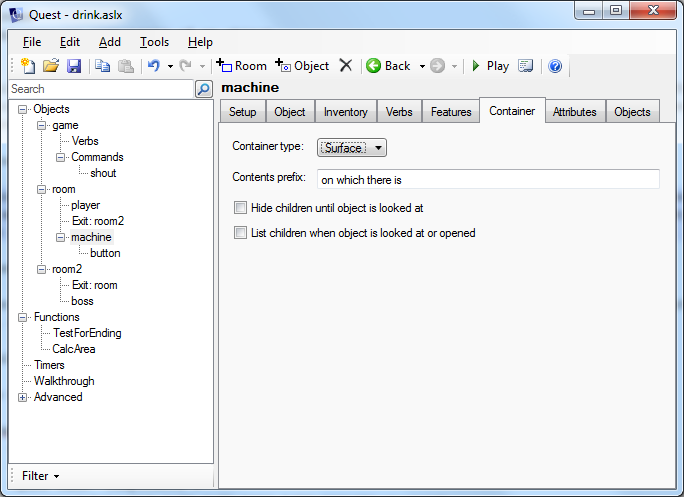 Quest - drink.aslx
File Edit Add Tools Help
Room Object Back Play
Search
machine
Objects
game
Verbs
Commands
shout
room
player
Exit: room2
machine
button
room2
Exit: room
boss
Functions
TestForEnding
CalcArea
Timers
Walkthrough
Advanced
Filter
Setup Object Inventory Verbs Features Container Attributes Objects
Container type: Surface
Contents prefix: on which there is
Hide children until object is looked at
List children when object is looked at or opened